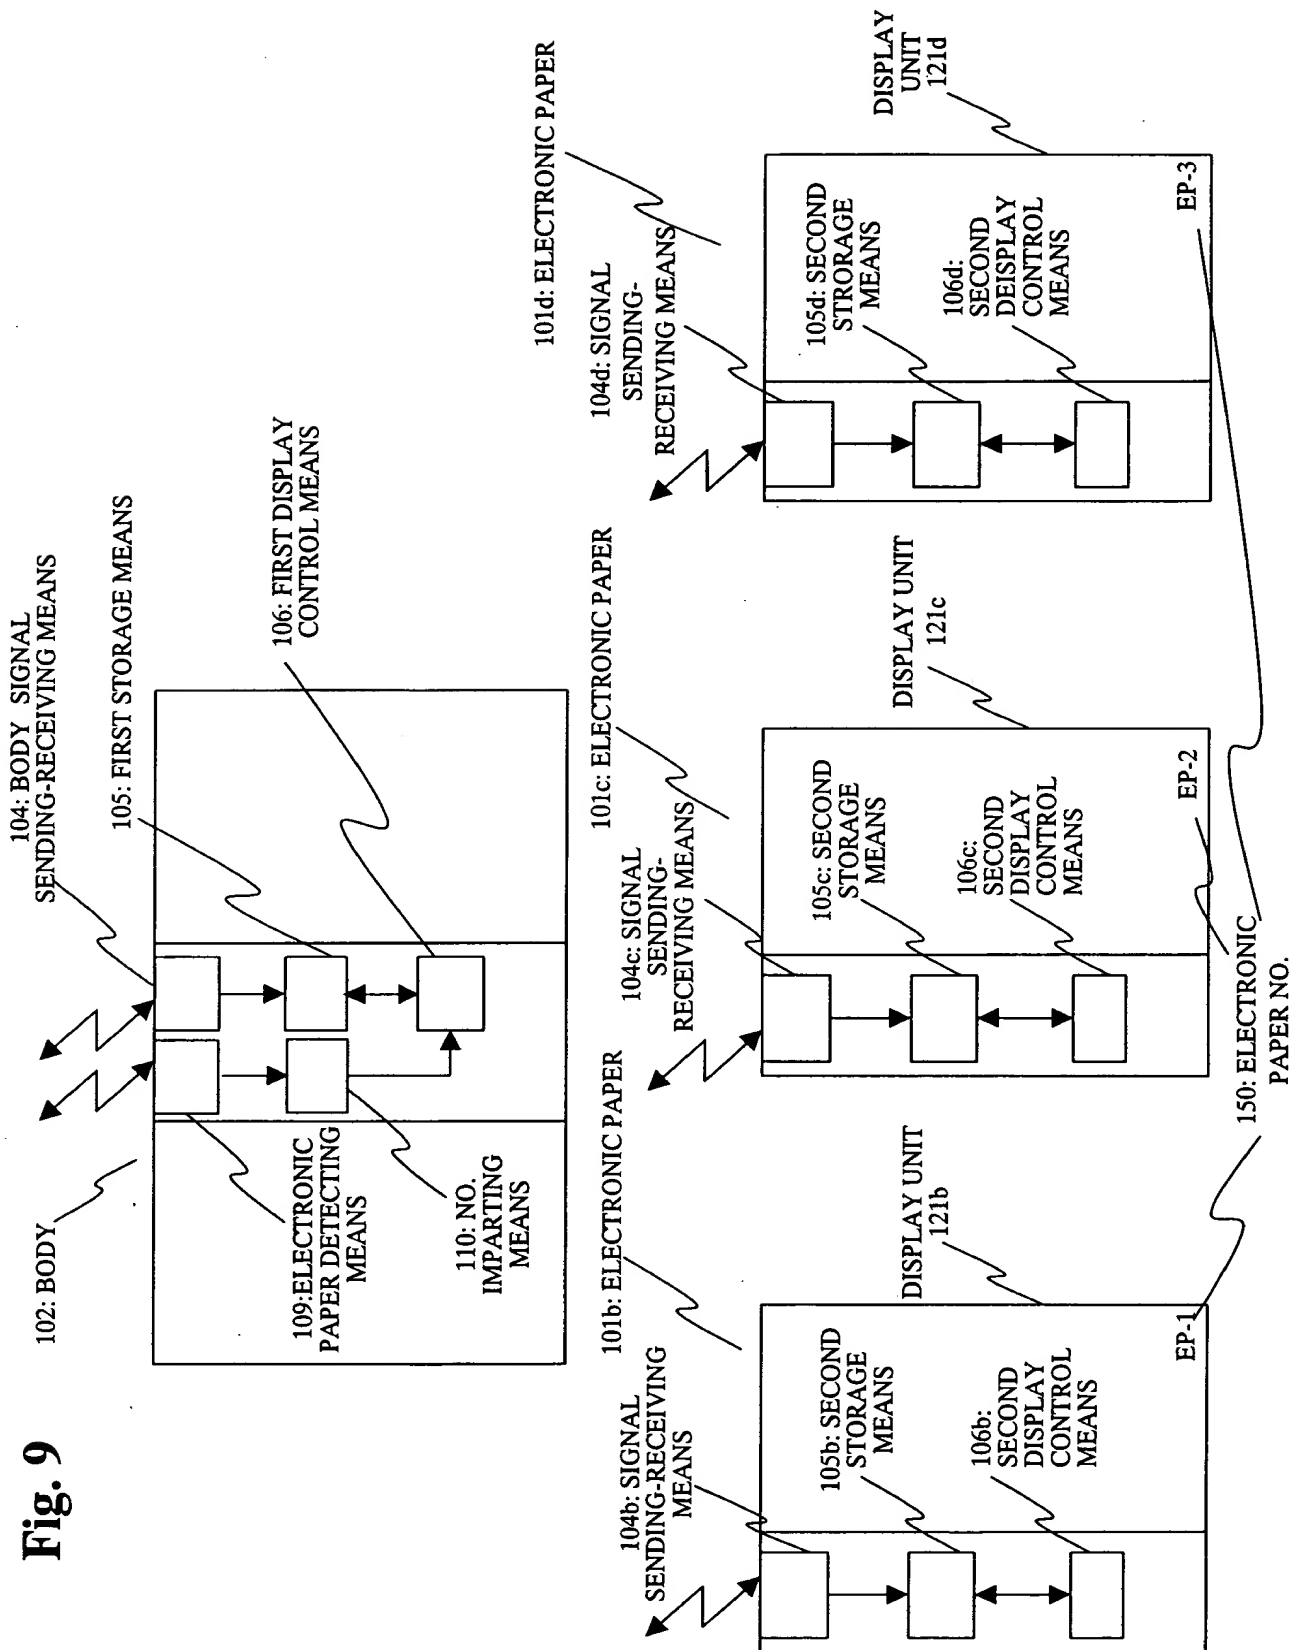 Fig. 9
102: BODY
104: BODY SIGNAL
SENDING-RECEIVING MEANS
105: FIRST STORAGE MEANS
106: FIRST DISPLAY
CONTROL MEANS
109:ELECTRONIC
PAPER DETECTING
MEANS
110: NO.
IMPARTING
MEANS
101b: ELECTRONIC PAPER
104b: SIGNAL
SENDING-RECEIVING
MEANS
105b: SECOND
STORAGE
MEANS
106b:
SECOND
DISPLAY
CONTROL
MEANS
DISPLAY UNIT
121b
EP-1
101c: ELECTRONIC PAPER
104c: SIGNAL
SENDING-
RECEIVING MEANS
105c: SECOND
STORAGE
MEANS
106c:
SECOND
DISPLAY
CONTROL
MEANS
DISPLAY UNIT
121c
EP-2
101d: ELECTRONIC PAPER
104d: SIGNAL
SENDING-
RECEIVING MEANS
105d: SECOND
STRORAGE
MEANS
106d:
SECOND
DEISPLAY
CONTROL
MEANS
DISPLAY
UNIT
121d
EP-3
150: ELECTRONIC
PAPER NO.